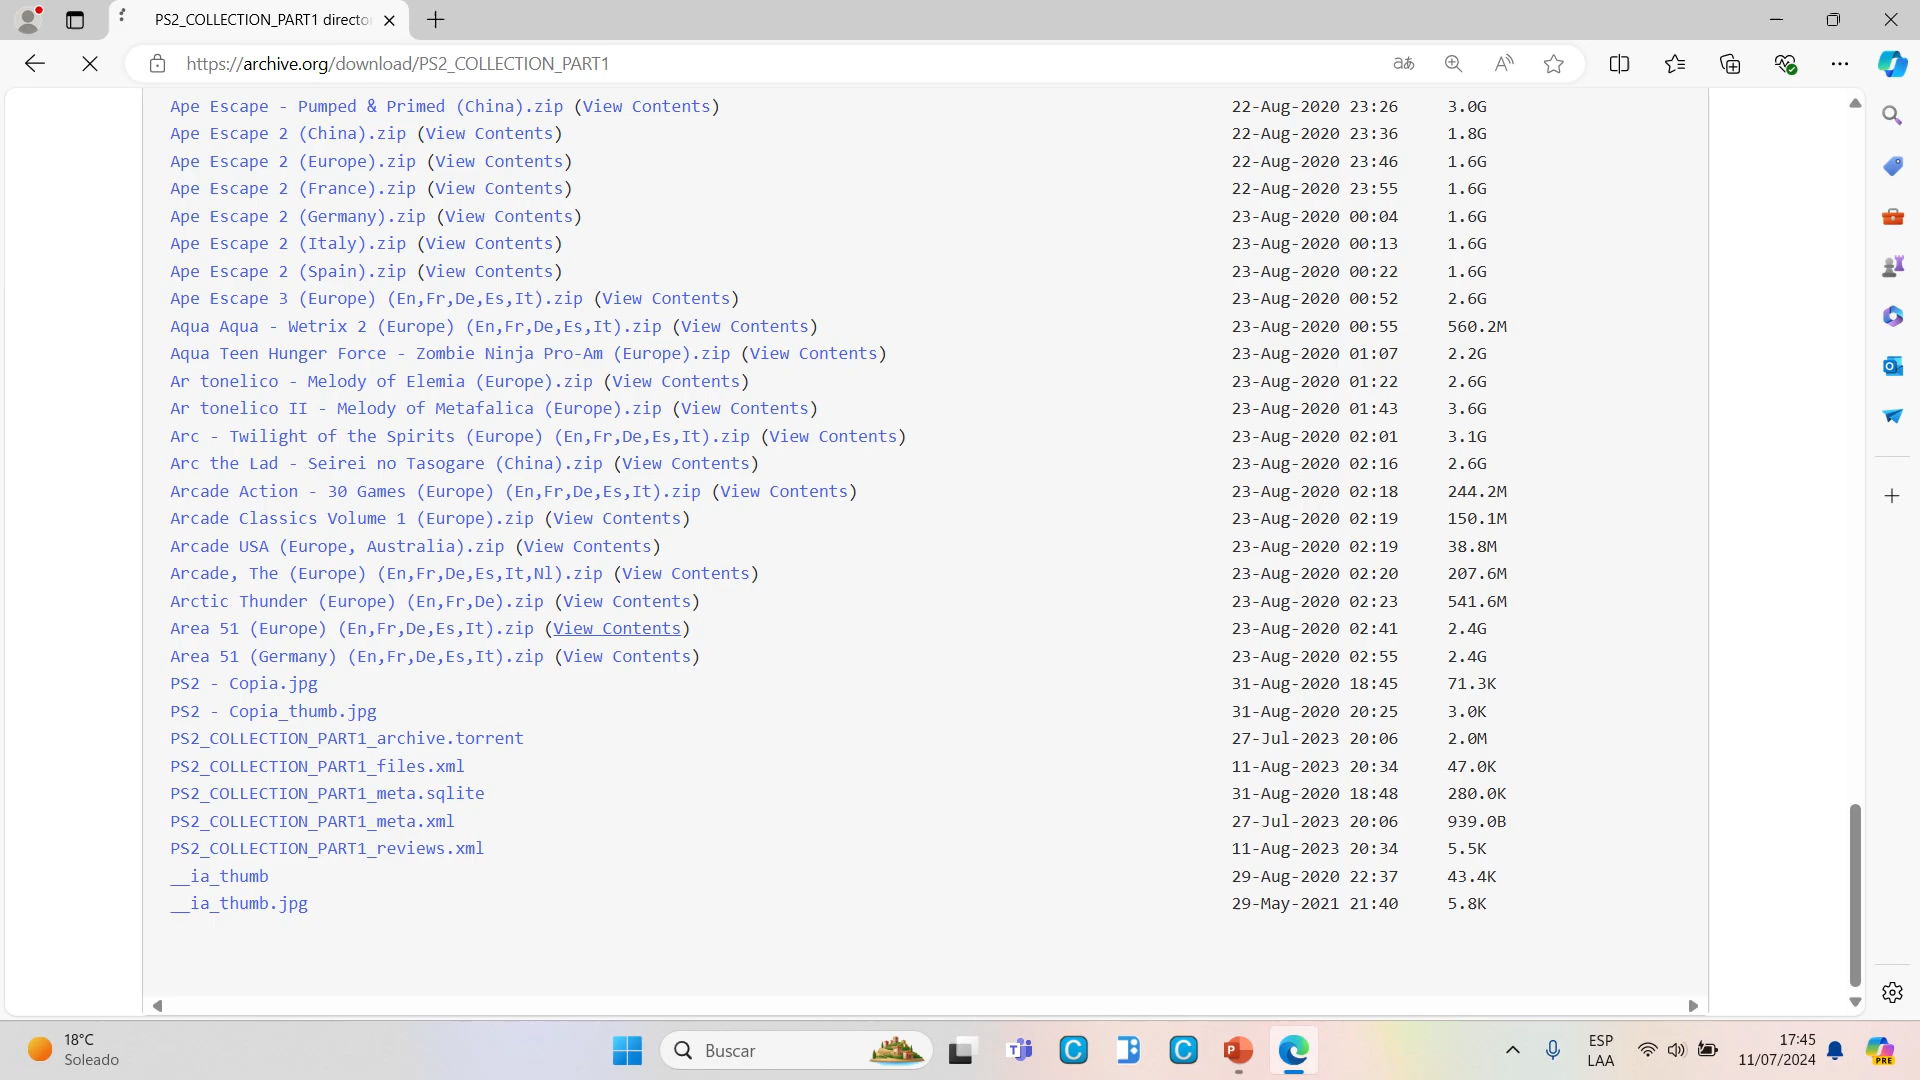 PS2_COLLECTION_PART1 directo
https://archive.org/download/PS2_COLLECTION_PART1
Ape Escape - Pumped & Primed (China).zip (View Contents) 22-Aug-2020 23:26 3.0G
Ape Escape 2 (China).zip (View Contents) 22-Aug-2020 23:36 1.8G
Ape Escape 2 (Europe).zip (View Contents) 22-Aug-2020 23:46 1.6G
Ape Escape 2 (France).zip (View Contents) 22-Aug-2020 23:55 1.6G
Ape Escape 2 (Germany).zip (View Contents) 23-Aug-2020 00:04 1.6G
Ape Escape 2 (Italy).zip (View Contents) 23-Aug-2020 00:13 1.6G
Ape Escape 2 (Spain).zip (View Contents) 23-Aug-2020 00:22 1.6G
Ape Escape 3 (Europe) (En,Fr,De,Es,It).zip (View Contents) 23-Aug-2020 00:52 2.6G
Aqua Aqua - Wetrix 2 (Europe) (En,Fr,De,Es,It).zip (View Contents) 23-Aug-2020 00:55 560.2M
Aqua Teen Hunger Force - Zombie Ninja Pro-Am (Europe).zip (View Contents) 23-Aug-2020 01:07 2.2G
Ar tonelico - Melody of Elemia (Europe).zip (View Contents) 23-Aug-2020 01:22 2.6G
Ar tonelico II - Melody of Metafalica (Europe).zip (View Contents) 23-Aug-2020 01:43 3.6G
Arc - Twilight of the Spirits (Europe) (En,Fr,De,Es,It).zip (View Contents) 23-Aug-2020 02:01 3.1G
Arc the Lad - Seirei no Tasogare (China).zip (View Contents) 23-Aug-2020 02:16 2.6G
Arcade Action - 30 Games (Europe) (En,Fr,De,Es,It).zip (View Contents) 23-Aug-2020 02:18 244.2M
Arcade Classics Volume 1 (Europe).zip (View Contents) 23-Aug-2020 02:19 150.1M
Arcade USA (Europe, Australia).zip (View Contents) 23-Aug-2020 02:19 38.8M
Arcade, The (Europe) (En,Fr,De,Es,It,Nl).zip (View Contents) 23-Aug-2020 02:20 207.6M
Arctic Thunder (Europe) (En,Fr,De).zip (View Contents) 23-Aug-2020 02:23 541.6M
Area 51 (Europe) (En,Fr,De,Es,It).zip (View Contents) 23-Aug-2020 02:41 2.4G
Area 51 (Germany) (En,Fr,De,Es,It).zip (View Contents) 23-Aug-2020 02:55 2.4G
PS2 - Copia.jpg 31-Aug-2020 18:45 71.3K
PS2 - Copia_thumb.jpg 31-Aug-2020 20:25 3.0K
PS2_COLLECTION_PART1_archive.torrent 27-Jul-2023 20:06 2.0M
PS2_COLLECTION_PART1_files.xml 11-Aug-2023 20:34 47.0K
PS2_COLLECTION_PART1_meta.sqlite 31-Aug-2020 18:48 280.0K
PS2_COLLECTION_PART1_meta.xml 27-Jul-2023 20:06 939.0B
PS2_COLLECTION_PART1_reviews.xml 11-Aug-2023 20:34 5.5K
__ia_thumb 29-Aug-2020 22:37 43.4K
__ia_thumb.jpg 29-May-2021 21:40 5.8K
18°C
Soleado
Buscar
ESP
LAA
17:45
11/07/2024
PRE